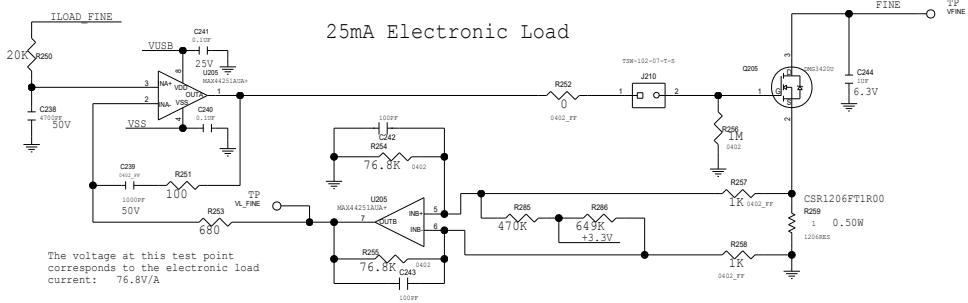 ILOAD_FINE
25mA Electronic Load
FINE
TP
VFINE
20K
R250
VUSB
C241
0.1UF
25V
U205
MAX44251AUA+
3
INA+
2
INA-
VDD
8
OUTA
1
VSS
4
C238
4700PF
50V
VSS
C240
0.1UF
C239
0402_FF
1000PF
50V
R251
100
R253
680
TP
VL_FINE
100PF
C242
R254
76.8K
0402
U205
MAX44251AUA+
7
OUTB
INB+
5
INB-
6
R255
76.8K
0402
C243
100PF
R252
0
0402_FF
TSW-102-07-T-S
J210
1
2
R256
1M
0402
Q205
DMG3420U
3
D
1
G
S
2
C244
1UF
6.3V
R257
1K
0402_FF
R285
470K
R286
649K
+3.3V
R258
1K
0402_FF
CSR1206FT1R00
R259
1
0.50W
1206RES
The voltage at this test point
corresponds to the electronic load
current: 76.8V/A